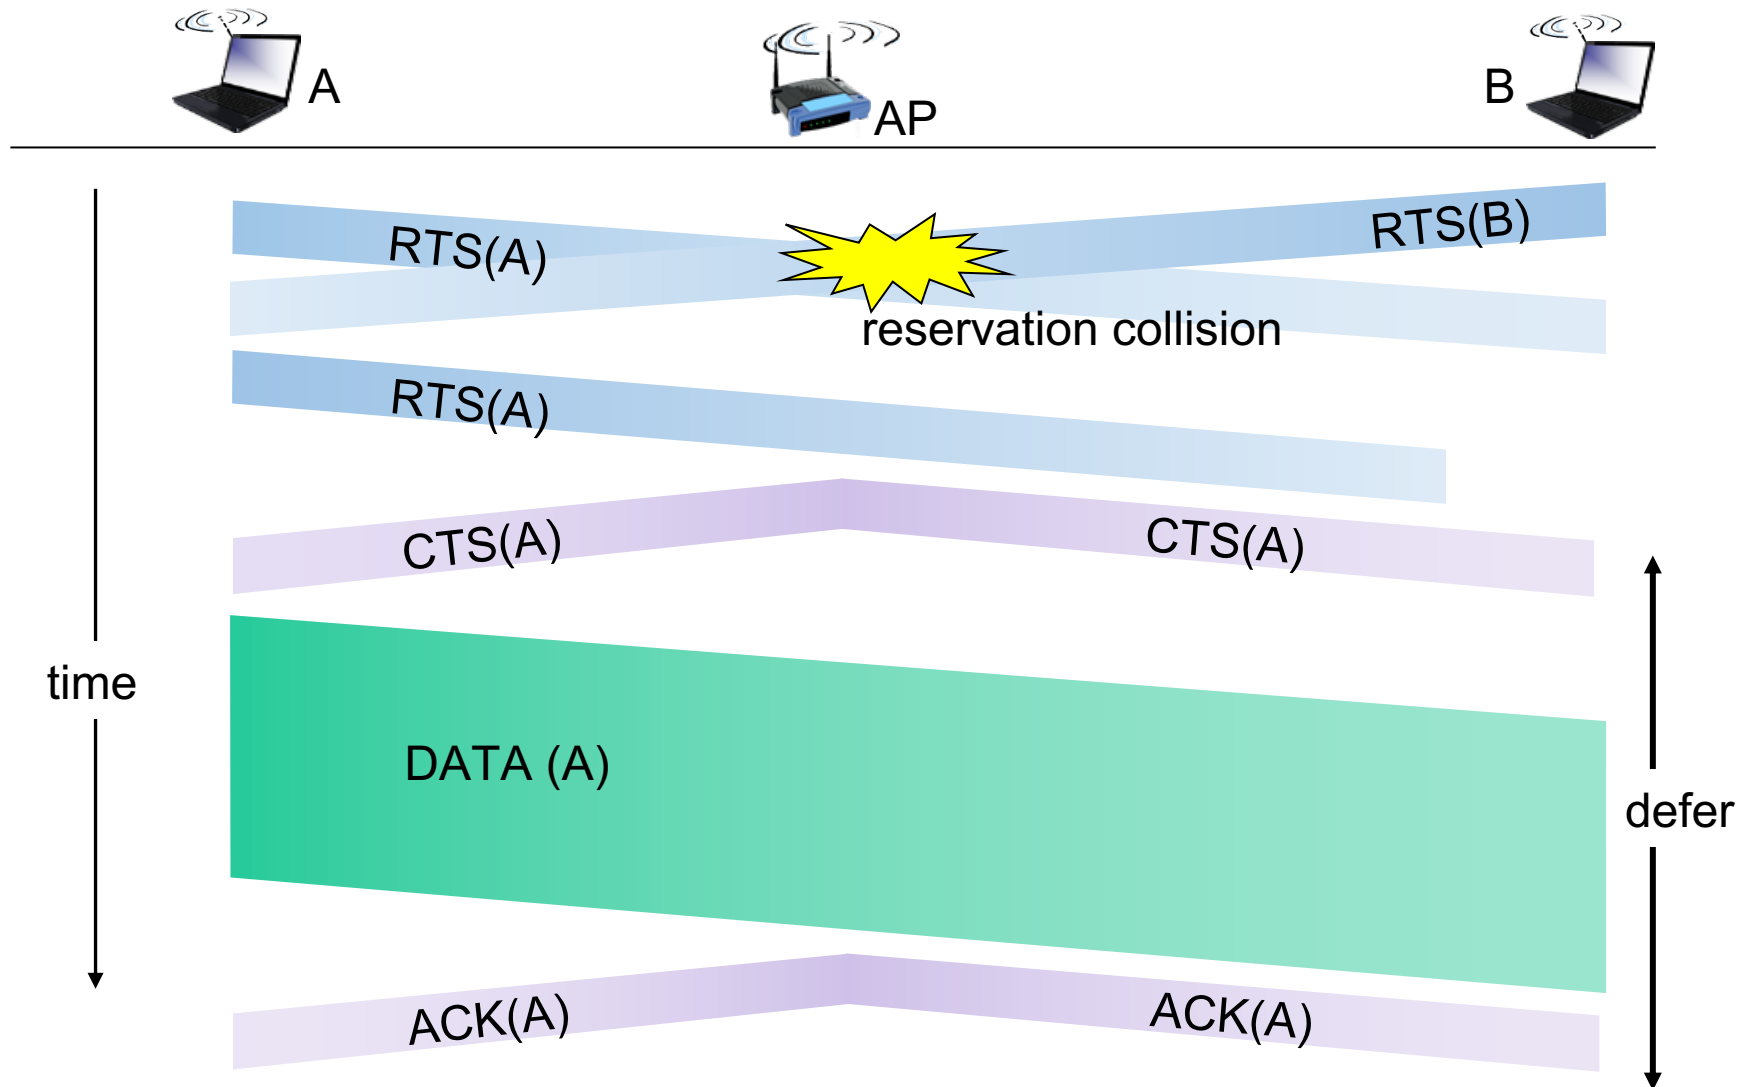 A
AP
B
RTS(A)
RTS(B)
reservation collision
RTS(A)
CTS(A)
CTS(A)
time
DATA (A)
defer
ACK(A)
ACK(A)